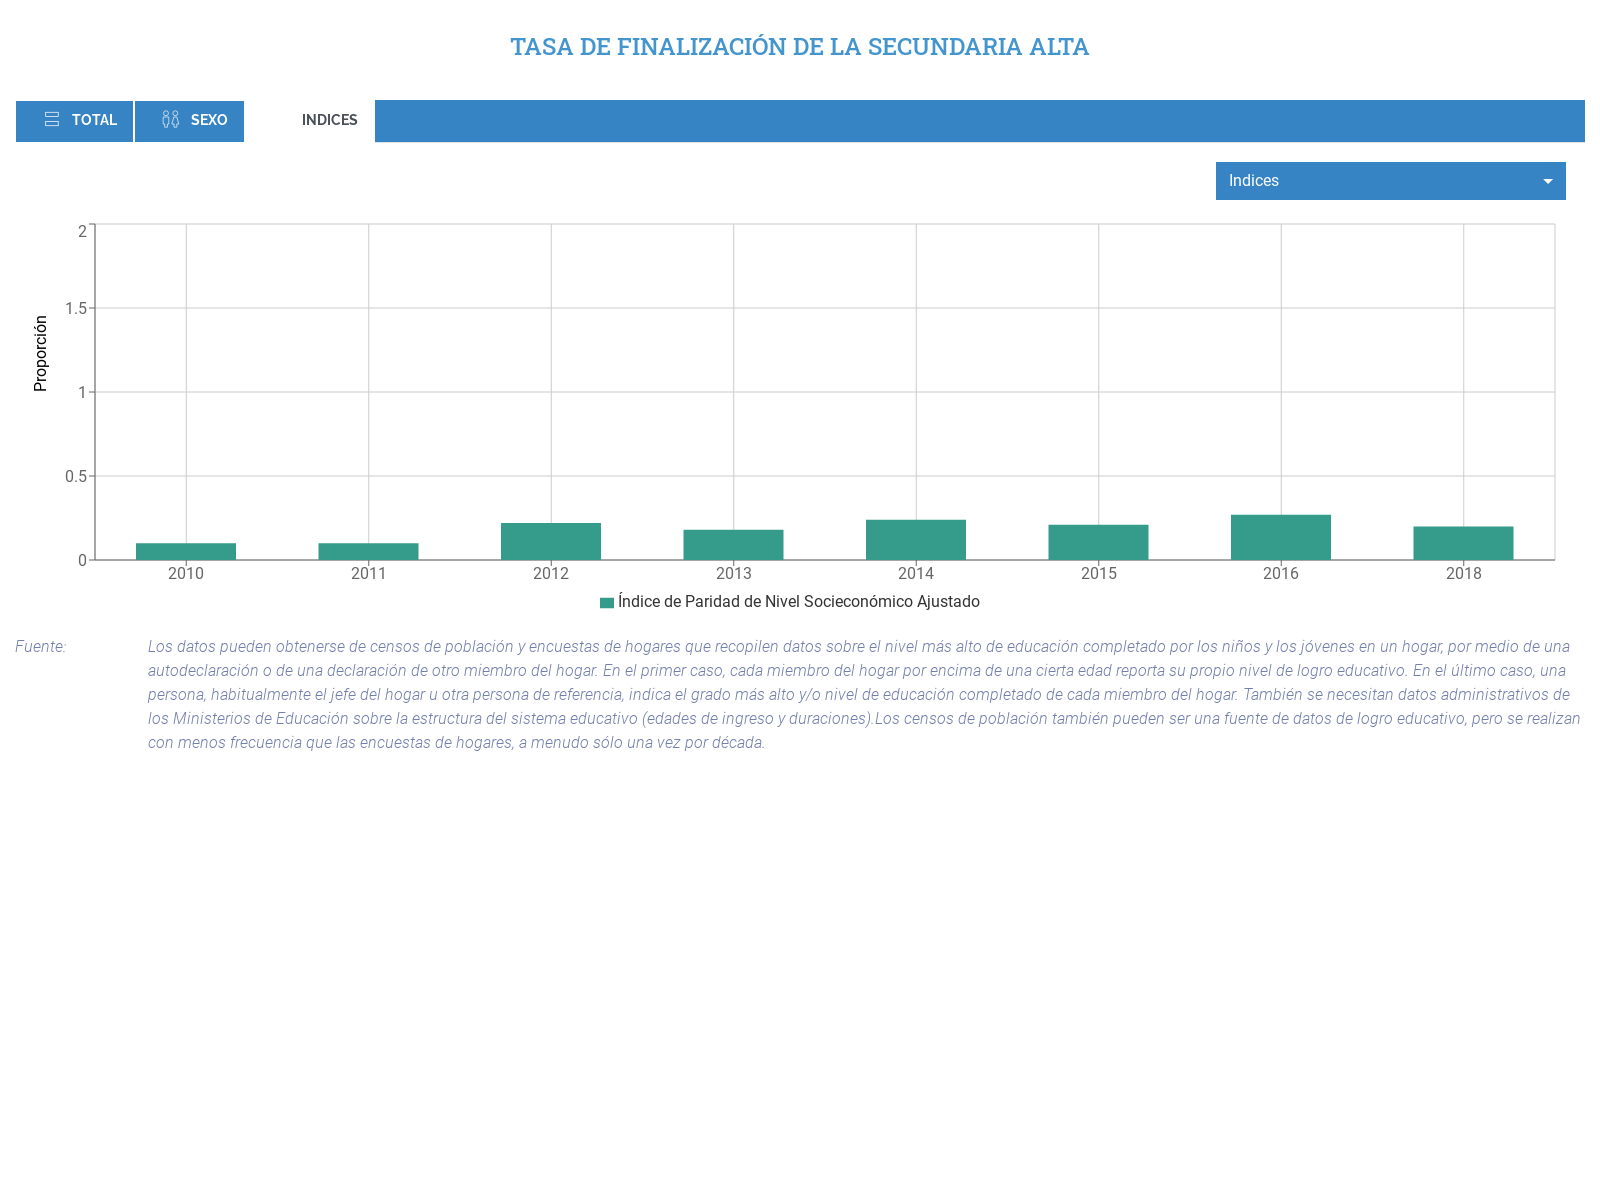 TASA DE FINALIZACIÓN DE LA SECUNDARIA ALTA
TOTAL
SEXO
INDICES
Indices
2
1.5
1
0.5
0
Proporción
2010
2011
2012
2013
2014
2015
2016
2018
Índice de Paridad de Nivel Socieconómico Ajustado
Fuente:
Los datos pueden obtenerse de censos de población y encuestas de hogares que recopilen datos sobre el nivel más alto de educación completado por los niños y los jóvenes en un hogar, por medio de una
autodeclaración o de una declaración de otro miembro del hogar. En el primer caso, cada miembro del hogar por encima de una cierta edad reporta su propio nivel de logro educativo. En el último caso, una
persona, habitualmente el jefe del hogar u otra persona de referencia, indica el grado más alto y/o nivel de educación completado de cada miembro del hogar. También se necesitan datos administrativos de
los Ministerios de Educación sobre la estructura del sistema educativo (edades de ingreso y duraciones).Los censos de población también pueden ser una fuente de datos de logro educativo, pero se realizan
con menos frecuencia que las encuestas de hogares, a menudo sólo una vez por década.